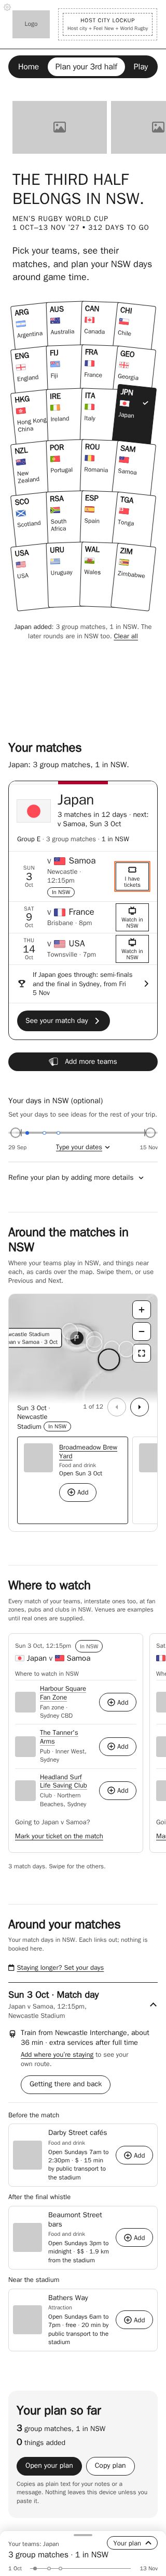 Logo
HOST CITY LOCKUP
Host city + Feel New + World Rugby
Home
Plan your 3rd half
Play
THE THIRD HALF
BELONGS IN NSW.
MEN'S RUGBY WORLD CUP
1 OCT–13 NOV '27 • 312 DAYS TO GO
Pick your teams, see their
matches, and plan your NSW days
around game time.
ARG
Argentina
AUS
Australia
CAN
Canada
CHI
Chile
ENG
England
FIJ
Fiji
FRA
France
GEO
Georgia
HKG
Hong Kong
China
IRE
Ireland
ITA
Italy
JPN
Japan
NZL
New
Zealand
POR
Portugal
ROU
Romania
SAM
Samoa
SCO
Scotland
RSA
South
Africa
ESP
Spain
TGA
Tonga
USA
USA
URU
Uruguay
WAL
Wales
ZIM
Zimbabwe
Japan added: 3 group matches, 1 in NSW. The
later rounds are in NSW too. Clear all
Your matches
Japan: 3 group matches, 1 in NSW.
Japan
3 matches in 12 days · next:
v Samoa, Sun 3 Oct
Group E · 3 group matches · 1 in NSW
SUN
3
Oct
v Samoa
Newcastle ·
12:15pm
In NSW
I have
tickets
SAT
9
Oct
v France
Brisbane · 8pm
Watch in
NSW
THU
14
Oct
v USA
Townsville · 7pm
Watch in
NSW
If Japan goes through: semi-finals
and the final in Sydney, from Fri
5 Nov
See your match day
Add more teams
Your days in NSW (optional)
Set your days to see ideas for the rest of your trip.
29 Sep
Type your dates
15 Nov
Refine your plan by adding more details
Around the matches in
NSW
Where your teams play in NSW, and things near
each, as cards over the map. Swipe them, or use
Previous and Next.
wcastle Stadium
pan v Samoa · 3 Oct
Sun 3 Oct ·
Newcastle
Stadium In NSW
1 of 12
Broadmeadow Brew
Yard
Food and drink
Open Sun 3 Oct
Add
Where to watch
Every match of your teams, interstate ones too, at fan
zones, pubs and clubs in NSW. Venues are examples
until real ones are supplied.
Sun 3 Oct, 12:15pm In NSW
Japan v Samoa
Where to watch in NSW
Harbour Square
Fan Zone
Fan zone ·
Sydney CBD
Add
The Tanner's
Arms
Pub · Inner West,
Sydney
Add
Headland Surf
Life Saving Club
Club · Northern
Beaches, Sydney
Add
Going to Japan v Samoa?
Mark your ticket on the match
Sat
Whe
Goi
Mar
3 match days. Swipe for the others.
Around your matches
Your match days in NSW. Each links out; nothing is
booked here.
Staying longer? Set your days
Sun 3 Oct · Match day
Japan v Samoa, 12:15pm,
Newcastle Stadium
Train from Newcastle Interchange, about
36 min · extra services after full time
Add where you're staying to see your
own route.
Getting there and back
Before the match
Darby Street cafés
Food and drink
Open Sundays 7am to
2:30pm · $ · 15 min
by public transport to
the stadium
Add
After the final whistle
Beaumont Street
bars
Food and drink
Open Sundays 3pm to
midnight · $$ · 1.9 km
from the stadium
Add
Near the stadium
Bathers Way
Attraction
Open Sundays 6am to
7pm · free · 20 min by
public transport to the
stadium
Add
Your plan so far
3 group matches, 1 in NSW
0 things added
Open your plan
Copy plan
Copies as plain text for your notes or a
message. Nothing leaves this device unless you
paste it.
Your teams: Japan
3 group matches · 1 in NSW
Your plan
1 Oct
13 Nov